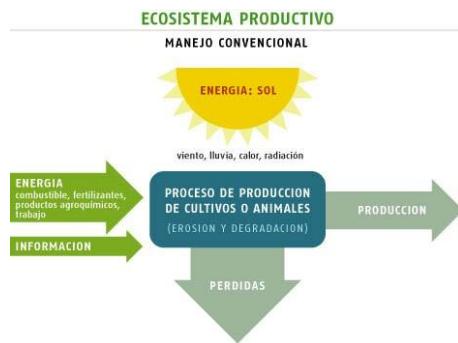 ECOSISTEMA PRODUCTIVO
MANEJO CONVENCIONAL
ENERGIA: SOL
viento, lluvia, calor, radiación
ENERGIA
combustible, fertilizantes,
productos agroquímicos,
trabajo
INFORMACION
PROCESO DE PRODUCCION
DE CULTIVOS O ANIMALES
(EROSION Y DEGRADACION)
PRODUCCION
PERDIDAS